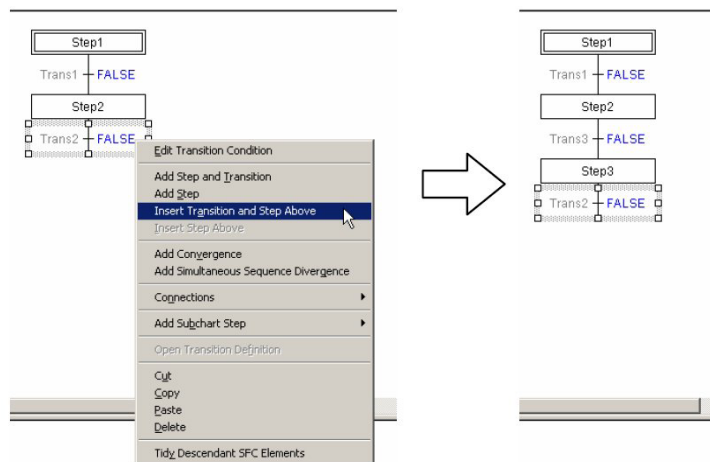 Step1
Trans1 FALSE
Step2
Trans2 FALSE
Edit Transition Condition
Add Step and Transition
Add Step
Insert Transition and Step Above
Insert Step Above
Add Convergence
Add Simultaneous Sequence Divergence
Connections
Add Subchart Step
Open Transition Definition
Cut
Copy
Paste
Delete
Tidy Descendant SFC Elements
Step1
Trans1 FALSE
Step2
Trans3 FALSE
Step3
Trans2 FALSE